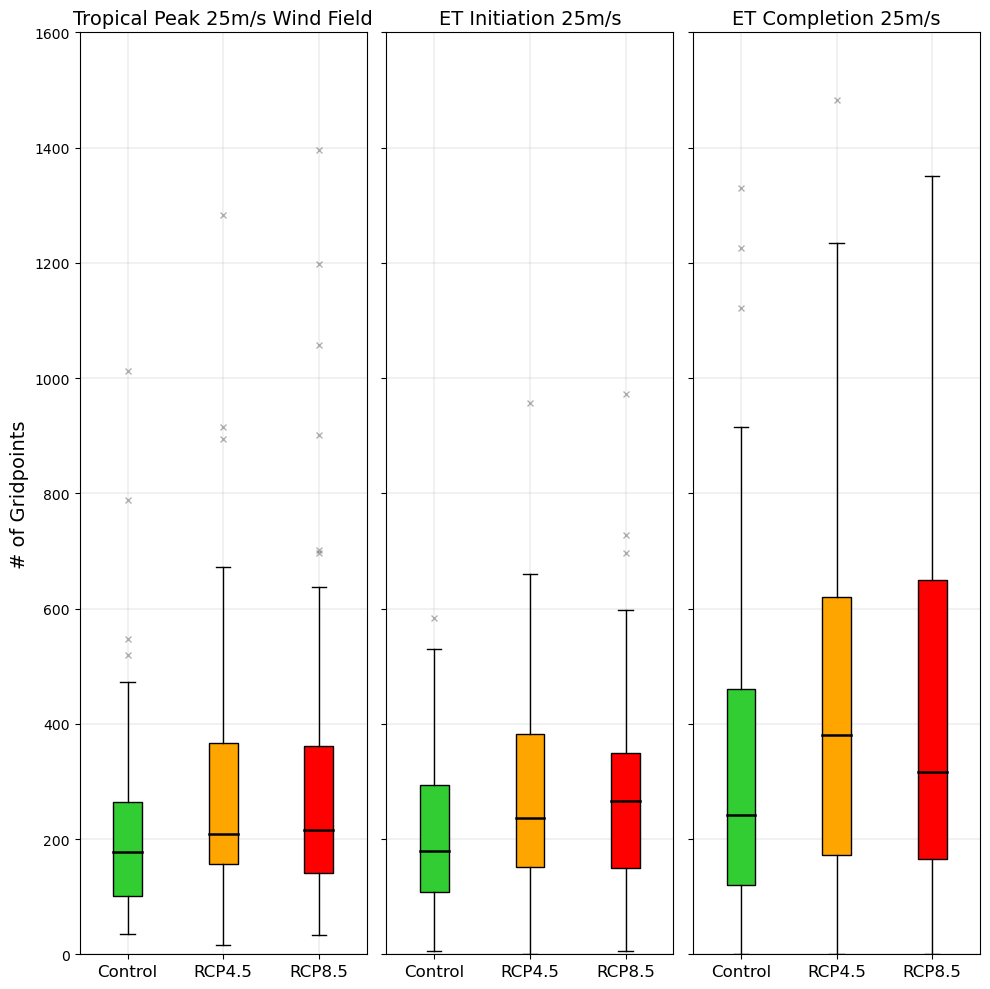 Tropical Peak 25m/s Wind Field
ET Initiation 25m/s
ET Completion 25m/s
# of Gridpoints
1600
1400
1200
1000
800
600
400
200
0
Control RCP4.5 RCP8.5
Control RCP4.5 RCP8.5
Control RCP4.5 RCP8.5